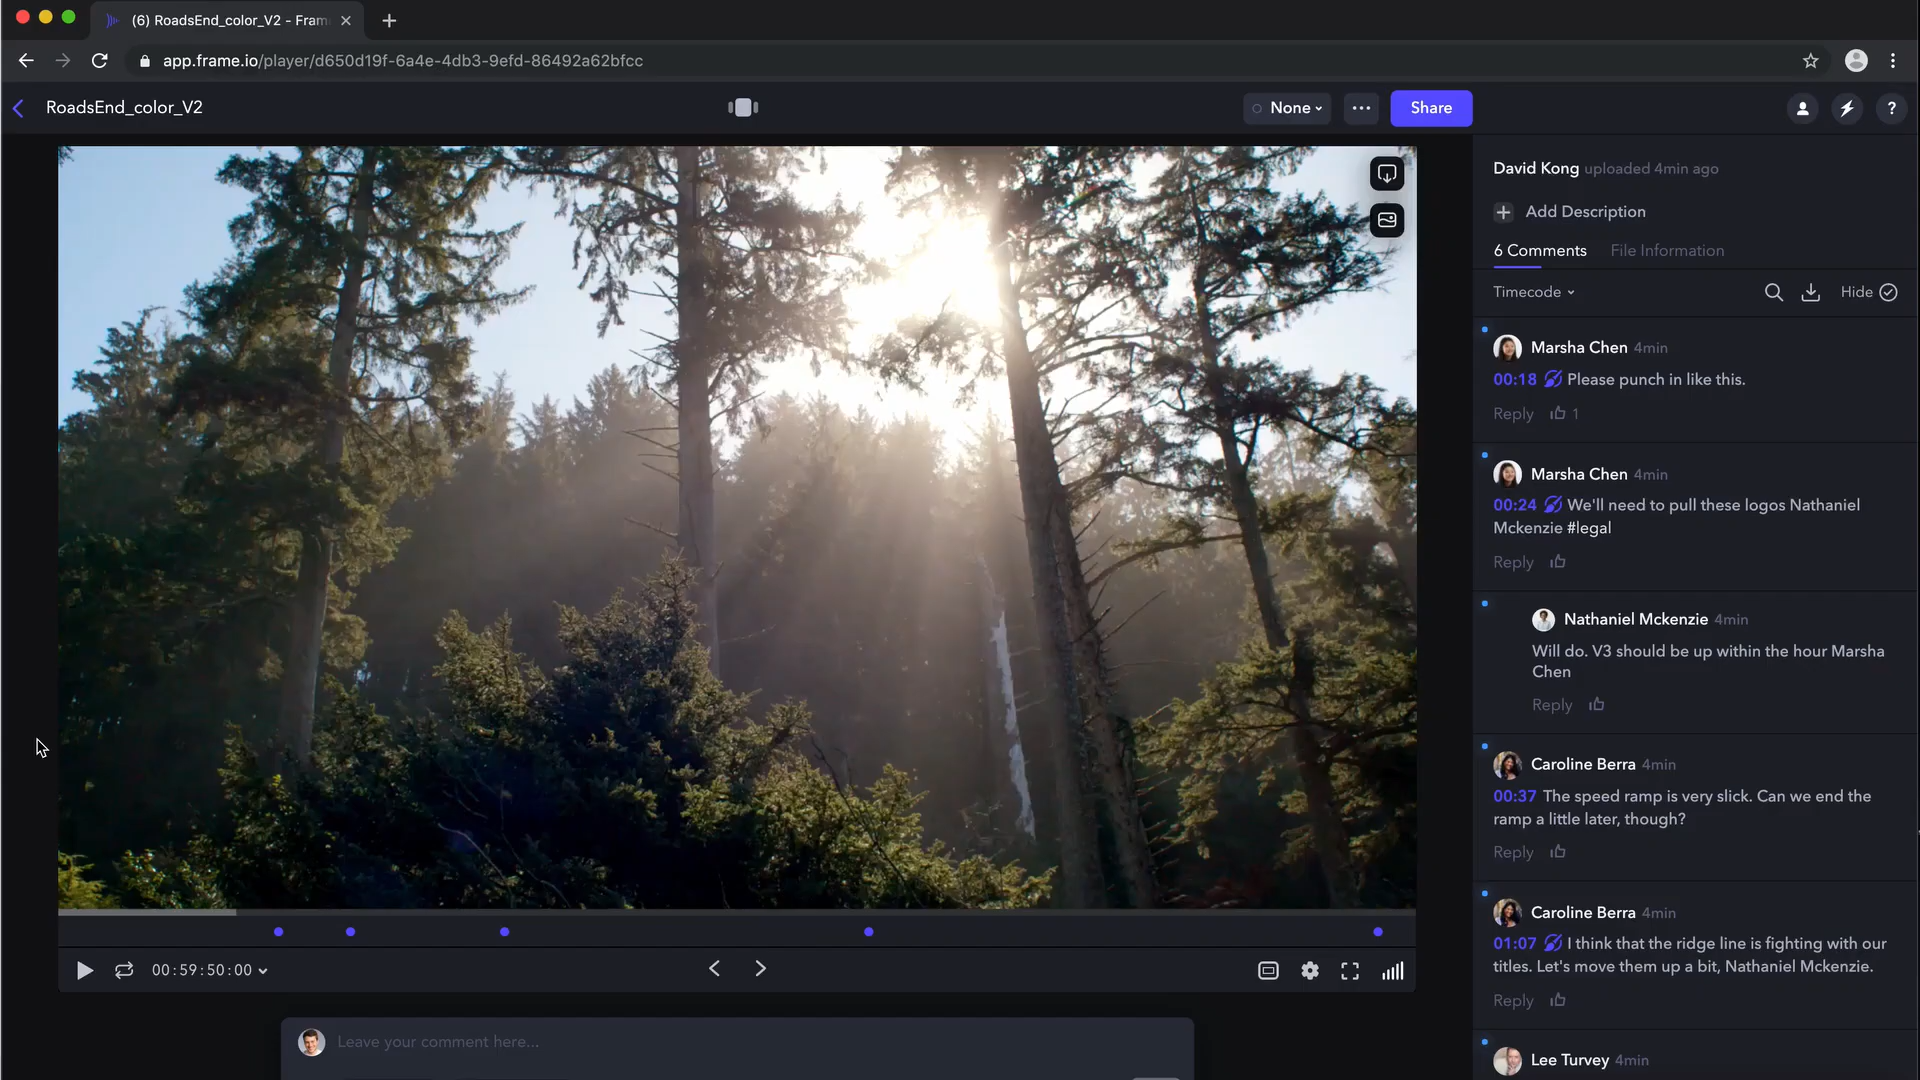 (6) RoadsEnd_color_V2 - Fram
app.frame.io/player/d650d19f-6a4e-4db3-9efd-86492a62bfcc
RoadsEnd_color_V2
None
Share
?
David Kong uploaded 4min ago
Add Description
6 Comments File Information
Timecode
Hide
Marsha Chen 4min
00:18 Please punch in like this.
Reply 1
Marsha Chen 4min
00:24 We'll need to pull these logos Nathaniel
Mckenzie #legal
Reply
Nathaniel Mckenzie 4min
Will do. V3 should be up within the hour Marsha
Chen
Reply
Caroline Berra 4min
00:37 The speed ramp is very slick. Can we end the
ramp a little later, though?
Reply
Caroline Berra 4min
01:07 I think that the ridge line is fighting with our
titles. Let's move them up a bit, Nathaniel Mckenzie.
Reply
Lee Turvey 4min
00:59:50:00
Leave your comment here...